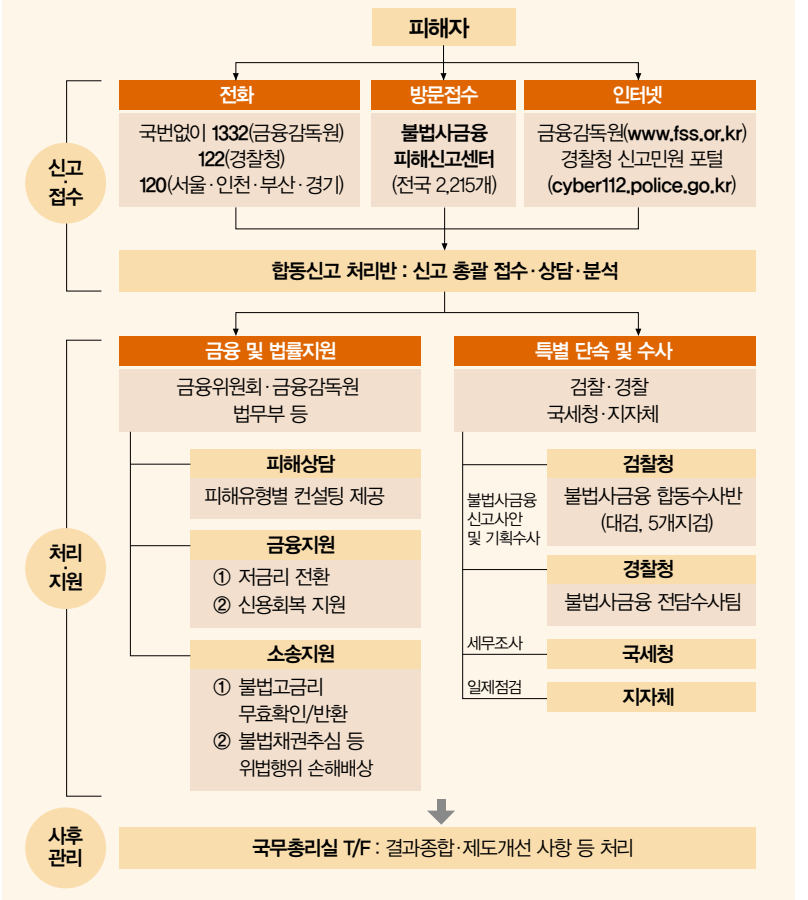 피해자
전화
국번없이 1332(금융감독원)
122(경찰청)
120(서울·인천·부산·경기)
방문접수
불법사금융
피해신고센터
(전국 2,215개)
인터넷
금융감독원(www.fss.or.kr)
경찰청 신고민원 포털
(cyber112.police.go.kr)
신고
·
접수
합동신고 처리반 : 신고 총괄 접수·상담·분석
금융 및 법률지원
금융위원회·금융감독원
법무부 등
피해상담
피해유형별 컨설팅 제공
금융지원
① 저금리 전환
② 신용회복 지원
소송지원
① 불법고금리
무효확인/반환
② 불법채권추심 등
위법행위 손해배상
특별 단속 및 수사
검찰·경찰
국세청·지자체
불법사금융
신고사안
및 기획수사
검찰청
불법사금융 합동수사반
(대검, 5개지검)
경찰청
불법사금융 전담수사팀
세무조사
국세청
일제점검
지자체
처리
·
지원
사후
관리
국무총리실 T/F : 결과종합·제도개선 사항 등 처리